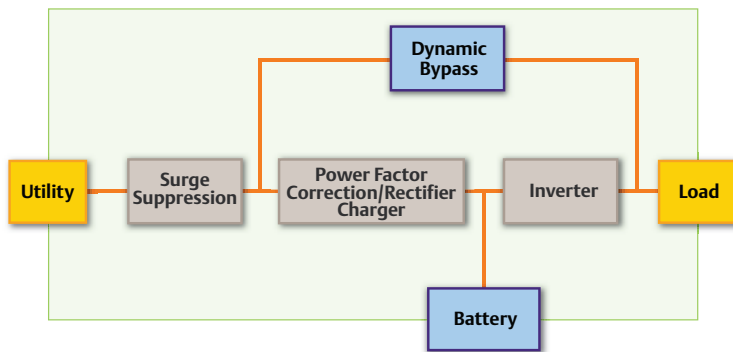 Dynamic
Bypass
Utility
Surge
Suppression
Power Factor
Correction/Rectifier
Charger
Inverter
Load
Battery